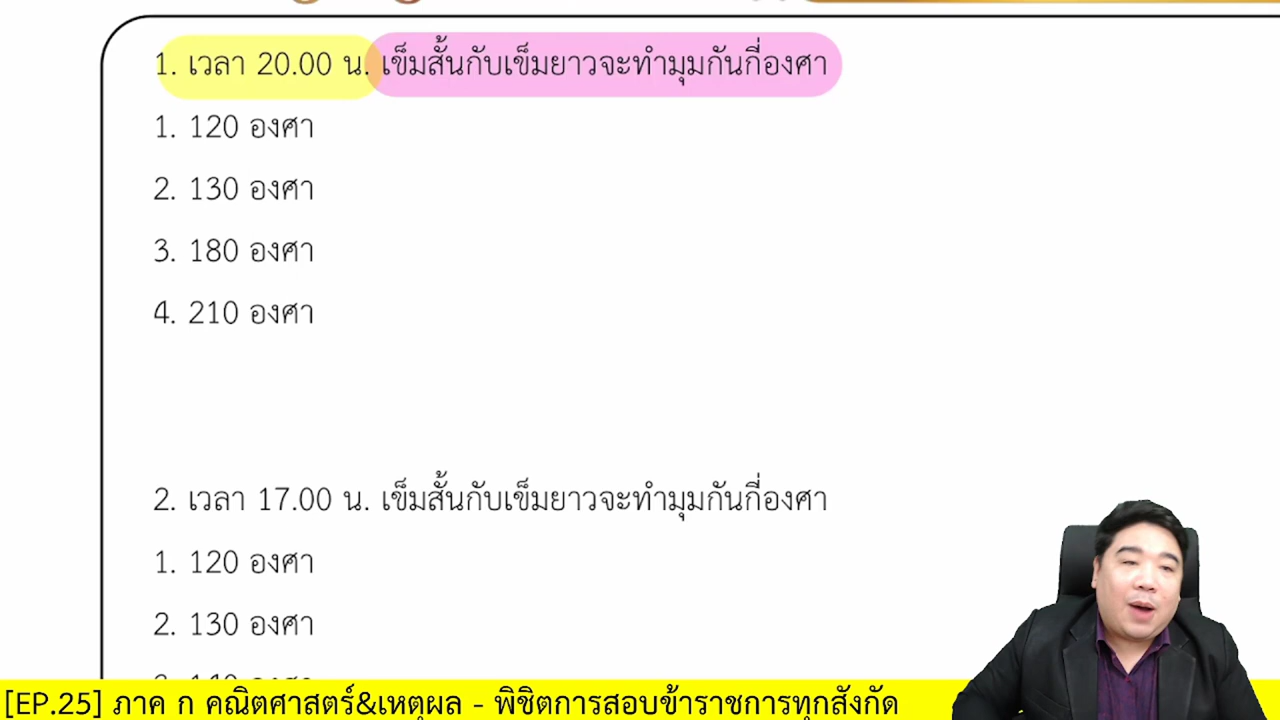 1. เวลา 20.00 น. เข็มสั้นกับเข็มยาวจะทำมุมกันกี่องศา
1. 120 องศา
2. 130 องศา
3. 180 องศา
4. 210 องศา
2. เวลา 17.00 น. เข็มสั้นกับเข็มยาวจะทำมุมกันกี่องศา
1. 120 องศา
2. 130 องศา
[EP.25] ภาค ก คณิตศาสตร์&เหตุผล - พิชิตการสอบข้าราชการทุกสังกัด